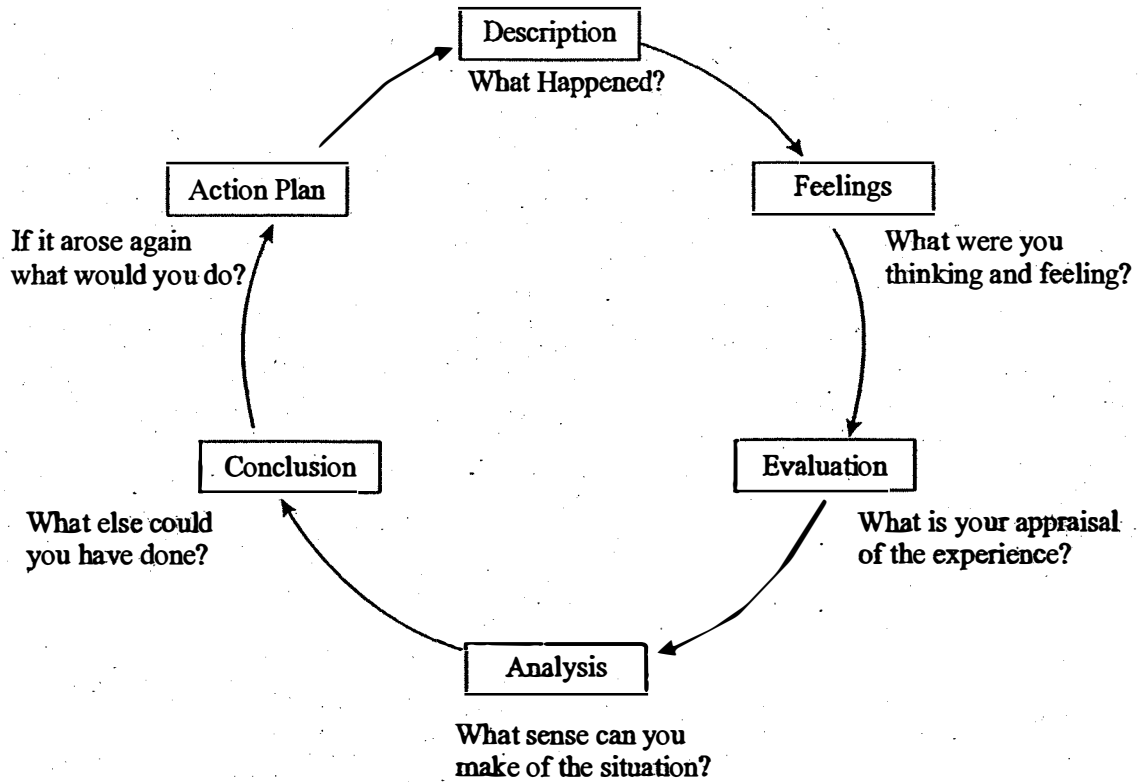 Description
What Happened?
Feelings
What were you
thinking and feeling?
Evaluation
What is your appraisal
of the experience?
Analysis
What sense can you
make of the situation?
Conclusion
What else could
you have done?
Action Plan
If it arose again
what would you do?